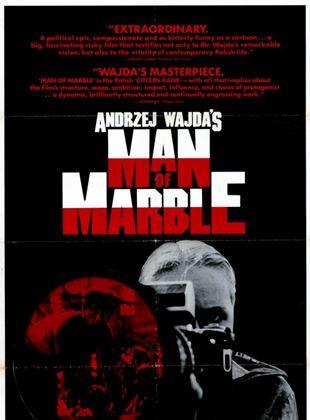 "EXTRAORDINARY.
A political epic, compassionate and as bitterly funny as a cartoon...a
big, fascinating risky film that testifies not only to Mr. Wajda's remarkable
vision, but also to the vitality of contemporary Polish life."
"WAJDA'S MASTERPIECE.
'MAN OF MARBLE' is the Polish 'CITIZEN KANE'—with all that implies about
the film's structure, scope, ambition, impact, influence, and choice of protagonist
...a dynamic, brilliantly structured and continually engrossing work."
ANDRZEJ WAJDA'S
MAN
OF
MARBLE